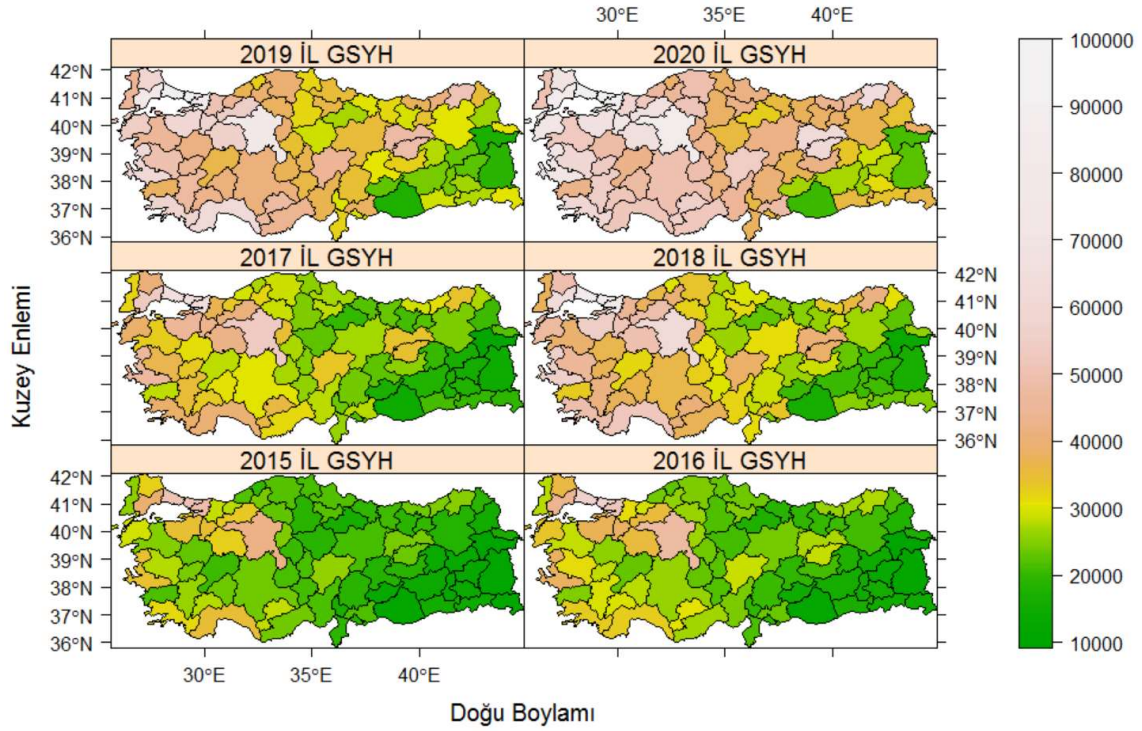 30°E 35°E 40°E
2019 İL GSYH 2020 İL GSYH
42°N
41°N
40°N
39°N
38°N
37°N
36°N
2017 İL GSYH 2018 İL GSYH
42°N
41°N
40°N
39°N
38°N
37°N
36°N
2015 İL GSYH 2016 İL GSYH
42°N
41°N
40°N
39°N
38°N
37°N
36°N
30°E 35°E 40°E
Kuzey Enlemi
Doğu Boylamı
100000
90000
80000
70000
60000
50000
40000
30000
20000
10000